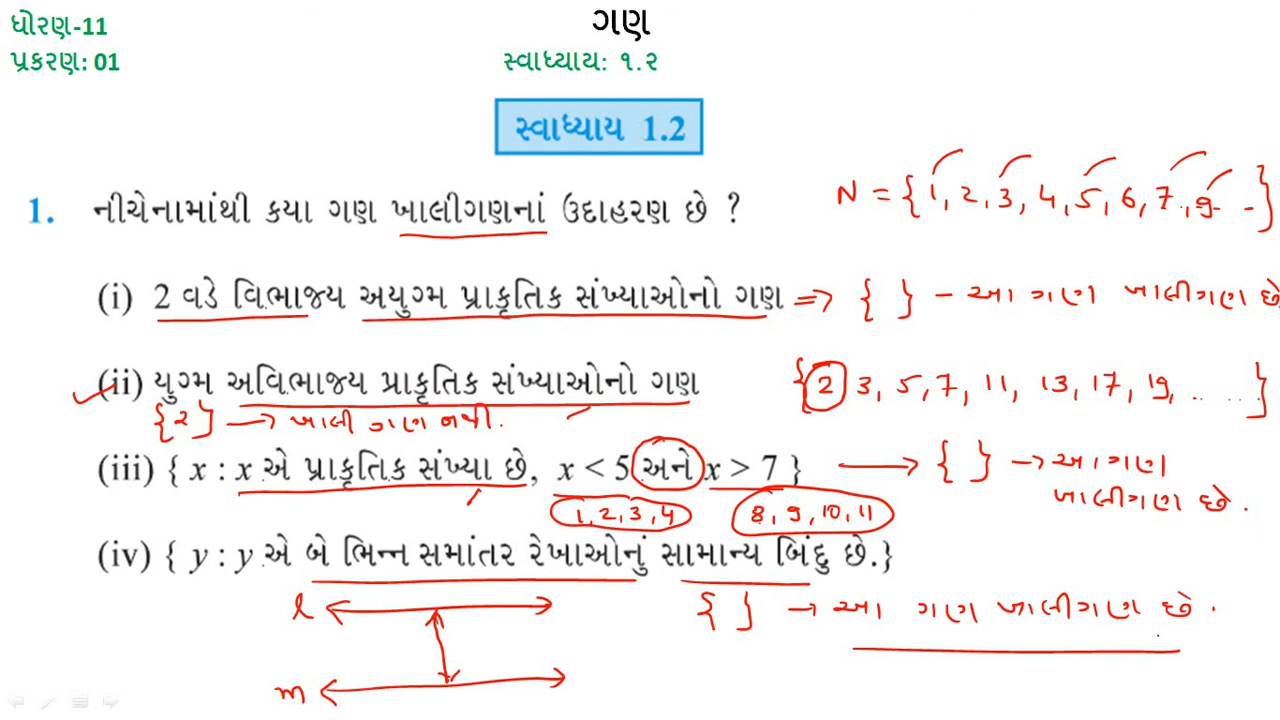 ધોરણ-11
ગણ
પ્રકરણ: 01
સ્વાધ્યાય: ૧.૨
સ્વાધ્યાય 1.2
N = { 1, 2, 3, 4, 5, 6, 7, 9 - - }
1. નીચેનામાંથી કયા ગણ ખાલીગણનાં ઉદાહરણ છે ?
(i) 2 વડે વિભાજ્ય અયુગ્મ પ્રાકૃતિક સંખ્યાઓનો ગણ => { } - આ ગણ ખાલીગણ છે
(ii) યુગ્મ અવિભાજ્ય પ્રાકૃતિક સંખ્યાઓનો ગણ { 2 3, 5, 7, 11, 13, 17, 19, ..... }
{2} → ખાલી ગણ નથી.
(iii) { x : x એ પ્રાકૃતિક સંખ્યા છે, x < 5 અને x > 7 } → { } → આ ગણ
ખાલીગણ છે.
1, 2, 3, 4 8, 9, 10, 11
(iv) { y : y એ બે ભિન્ન સમાંતર રેખાઓનું સામાન્ય બિંદુ છે.}
l { } → આ ગણ ખાલીગણ છે.
m